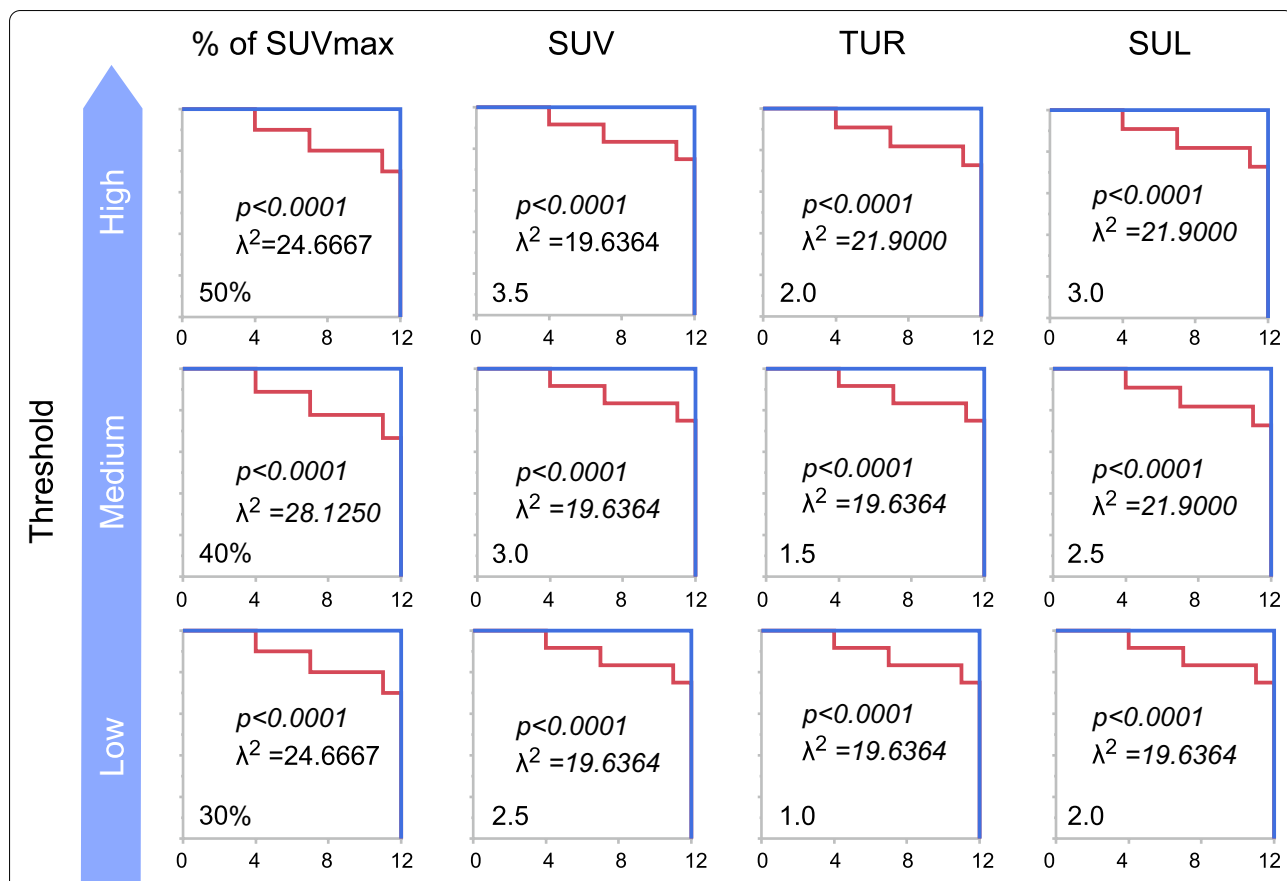 % of SUVmax
SUV
TUR
SUL
Threshold
High
p<0.0001
λ²=24.6667
50%
0 4 8 12
p<0.0001
λ² =19.6364
3.5
0 4 8 12
p<0.0001
λ² =21.9000
2.0
0 4 8 12
p<0.0001
λ² =21.9000
3.0
0 4 8 12
Medium
p<0.0001
λ² =28.1250
40%
0 4 8 12
p<0.0001
λ² =19.6364
3.0
0 4 8 12
p<0.0001
λ² =19.6364
1.5
0 4 8 12
p<0.0001
λ² =21.9000
2.5
0 4 8 12
Low
p<0.0001
λ² =24.6667
30%
0 4 8 12
p<0.0001
λ² =19.6364
2.5
0 4 8 12
p<0.0001
λ² =19.6364
1.0
0 4 8 12
p<0.0001
λ² =19.6364
2.0
0 4 8 12